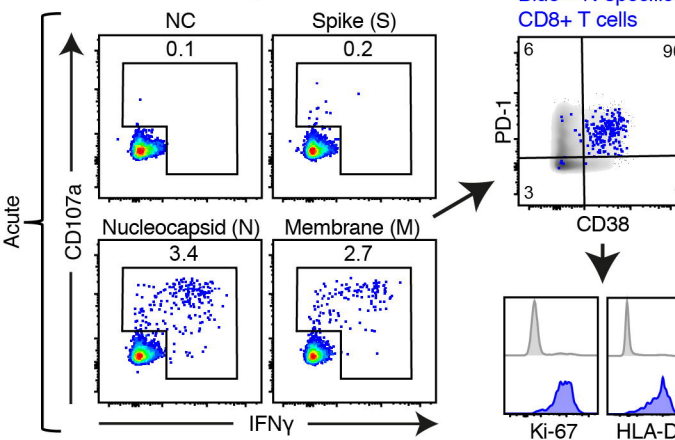 NC
0.1
Spike (S)
0.2
CD8+ T cells
6
PD-1
3
CD38
Acute
CD107a
Nucleocapsid (N)
3.4
Membrane (M)
2.7
IFNγ
Ki-67